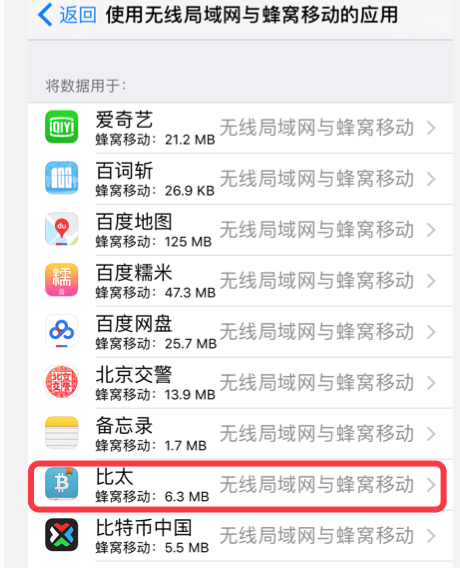 返回 使用无线局域网与蜂窝移动的应用
将数据用于:
爱奇艺
蜂窝移动: 21.2 MB
无线局域网与蜂窝移动
百词斩
蜂窝移动: 26.9 KB
无线局域网与蜂窝移动
百度地图
蜂窝移动: 125 MB
无线局域网与蜂窝移动
百度糯米
蜂窝移动: 47.3 MB
无线局域网与蜂窝移动
百度网盘
蜂窝移动: 25.7 MB
无线局域网与蜂窝移动
北京交警
蜂窝移动: 13.9 MB
无线局域网与蜂窝移动
备忘录
蜂窝移动: 1.7 MB
无线局域网与蜂窝移动
比太
蜂窝移动: 6.3 MB
无线局域网与蜂窝移动
比特币中国
蜂窝移动: 5.5 MB
无线局域网与蜂窝移动
iQIYI
100
du
糯